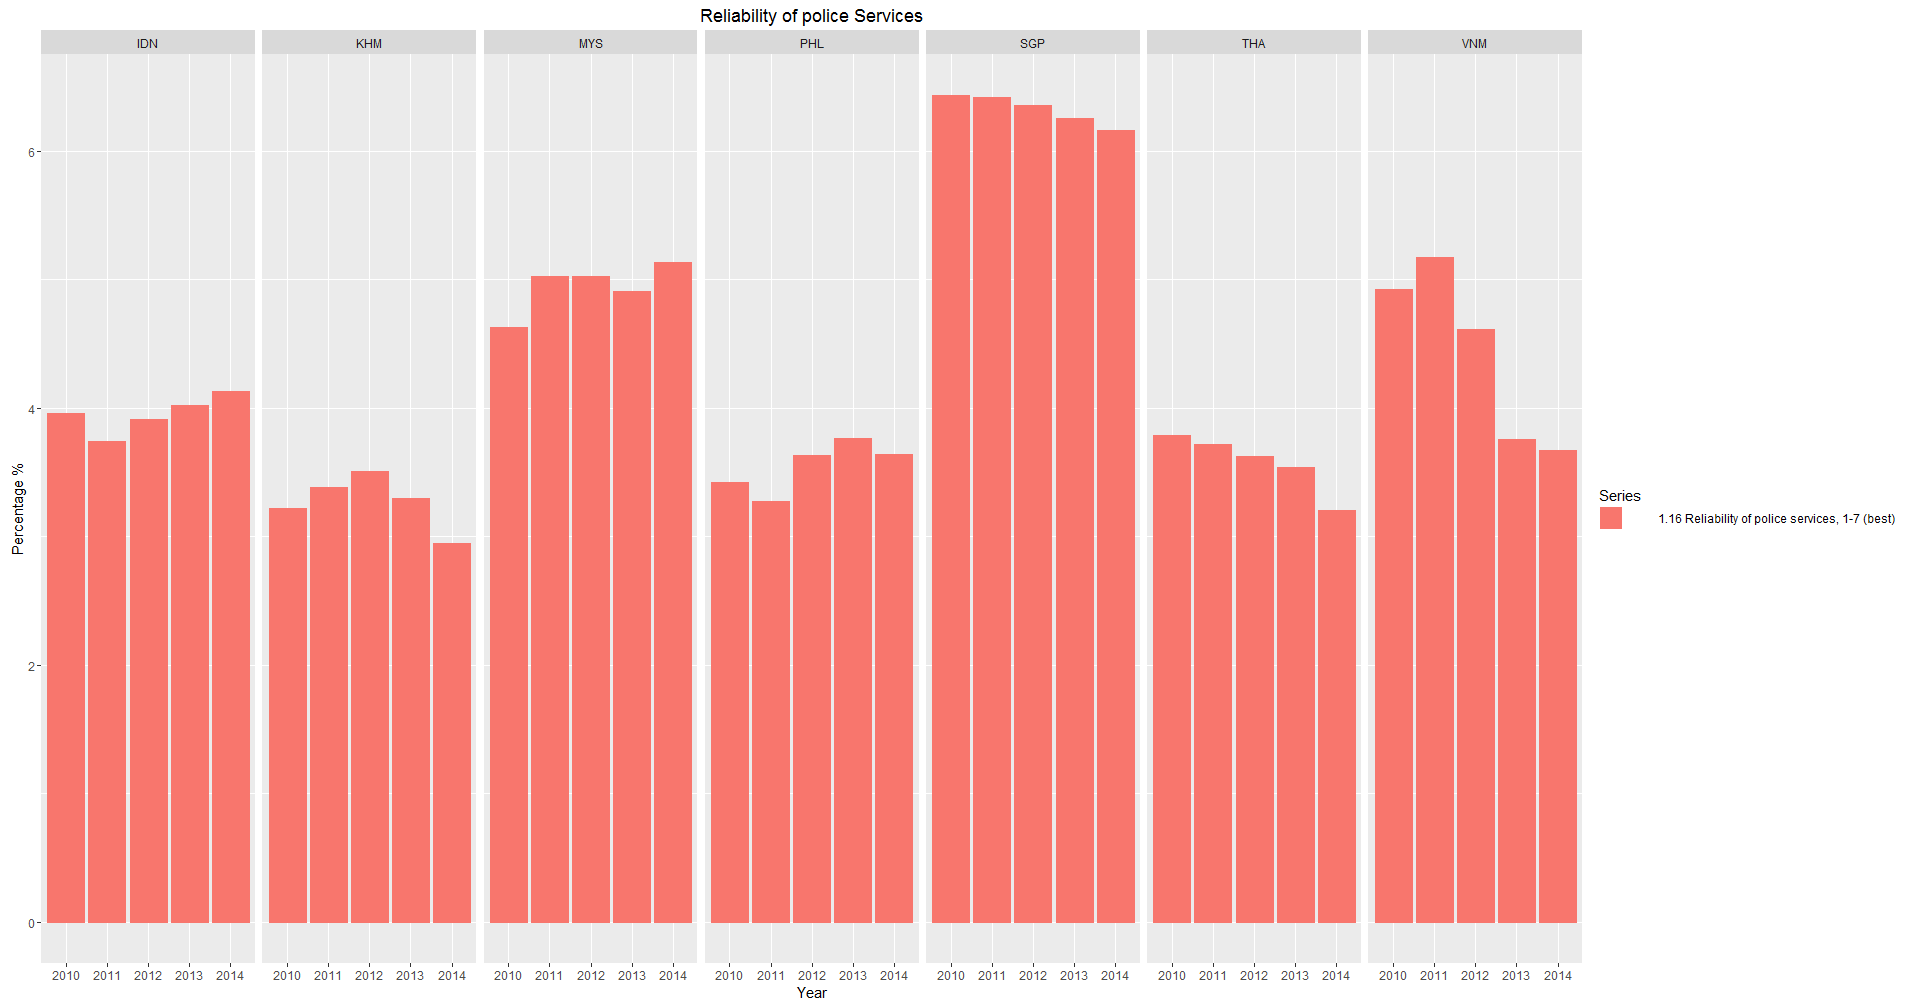 Reliability of police Services
IDN KHM MYS PHL SGP THA VNM
6
4
2
0
Percentage %
2010 2011 2012 2013 2014 2010 2011 2012 2013 2014 2010 2011 2012 2013 2014 2010 2011 2012 2013 2014 2010 2011 2012 2013 2014 2010 2011 2012 2013 2014 2010 2011 2012 2013 2014
Year
Series
1.16 Reliability of police services, 1-7 (best)